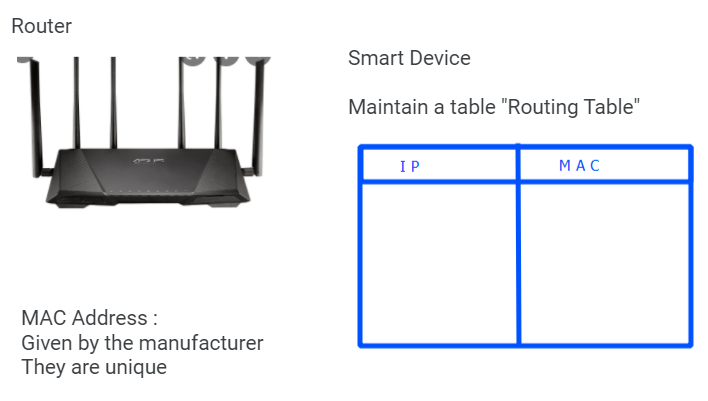 Router
Smart Device
Maintain a table "Routing Table"
IP MAC
MAC Address :
Given by the manufacturer
They are unique